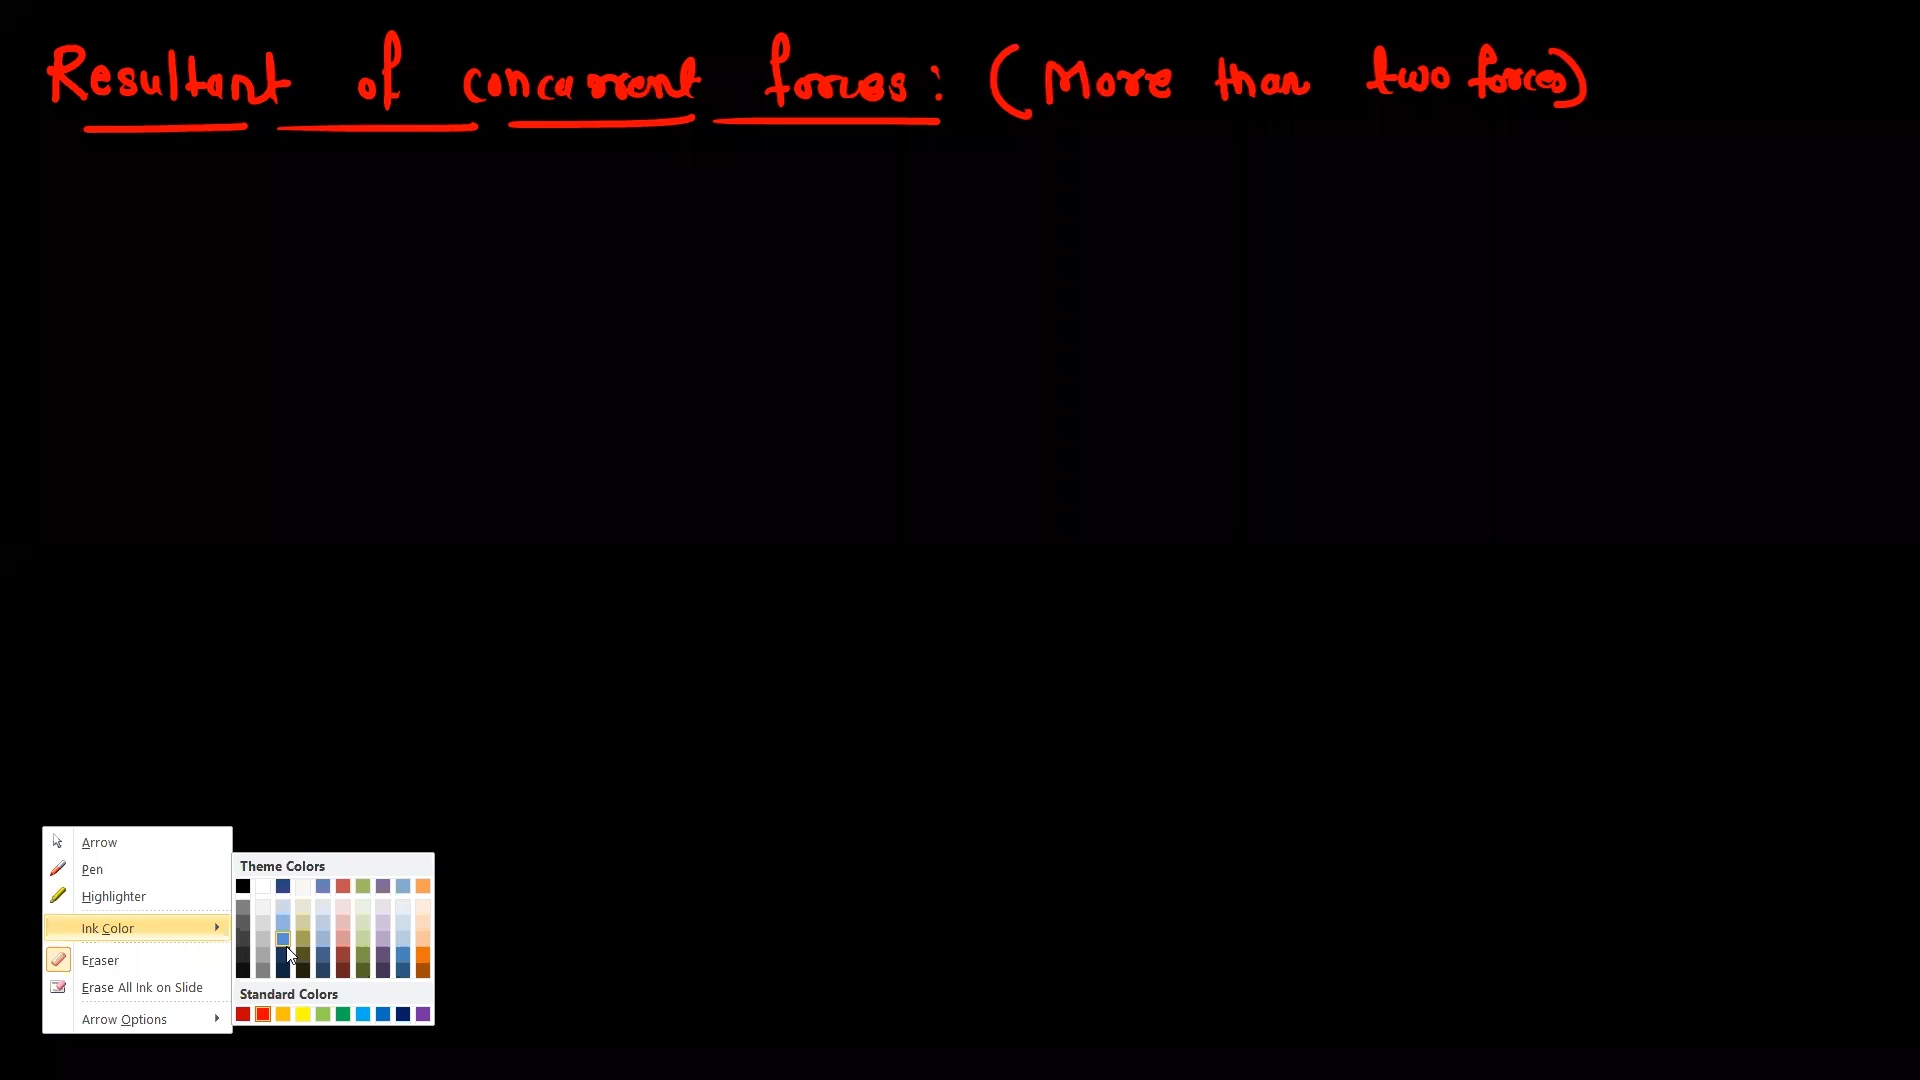 Resultant of concurrent forces: (More than two forces)
Arrow
Pen
Highlighter
Ink Color
Eraser
Erase All Ink on Slide
Arrow Options
Theme Colors
Standard Colors